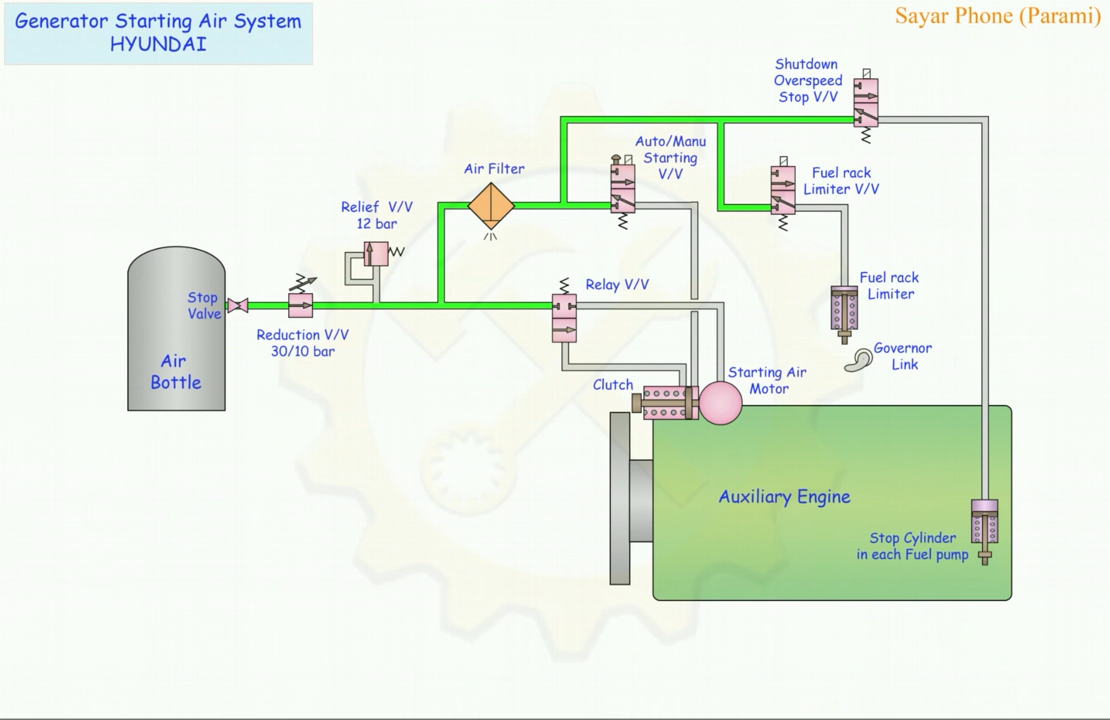 Generator Starting Air System
HYUNDAI
Sayar Phone (Parami)
Shutdown
Overspeed
Stop V/V
Auto/Manu
Starting
V/V
Air Filter
Fuel rack
Limiter V/V
Relief V/V
12 bar
Stop
Valve
Reduction V/V
30/10 bar
Relay V/V
Fuel rack
Limiter
Governor
Link
Air
Bottle
Clutch
Starting Air
Motor
Auxiliary Engine
Stop Cylinder
in each Fuel pump